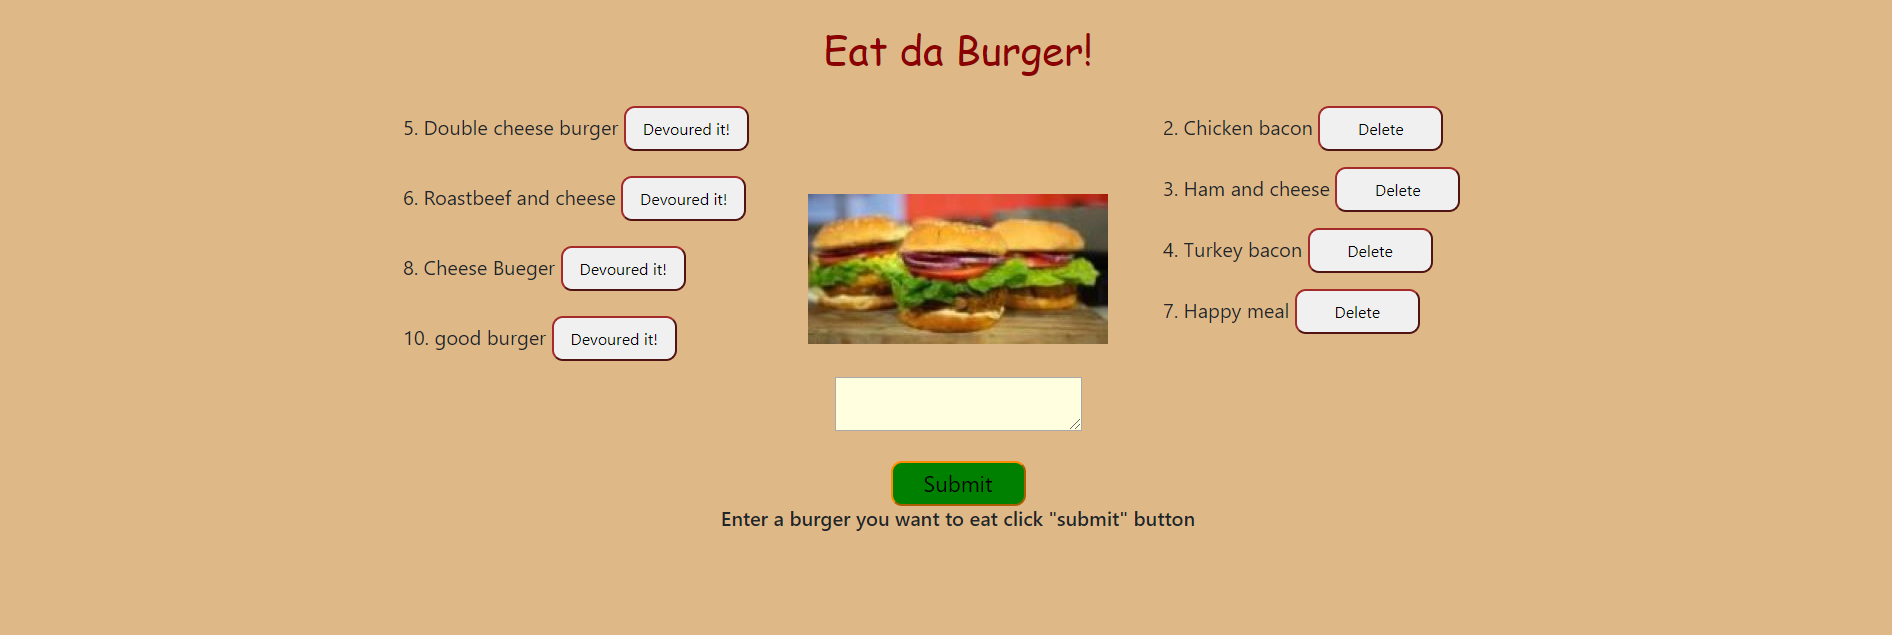 Eat da Burger!
5. Double cheese burger Devoured it!
6. Roastbeef and cheese Devoured it!
8. Cheese Bueger Devoured it!
10. good burger Devoured it!
2. Chicken bacon Delete
3. Ham and cheese Delete
4. Turkey bacon Delete
7. Happy meal Delete
Submit
Enter a burger you want to eat click "submit" button